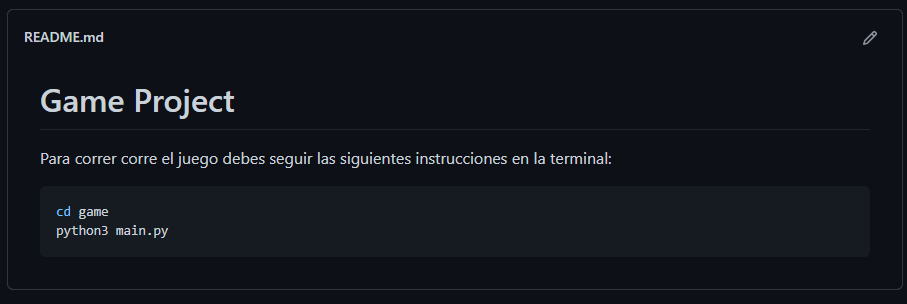 README.md
Game Project
Para correr corre el juego debes seguir las siguientes instrucciones en la terminal:
cd game
python3 main.py